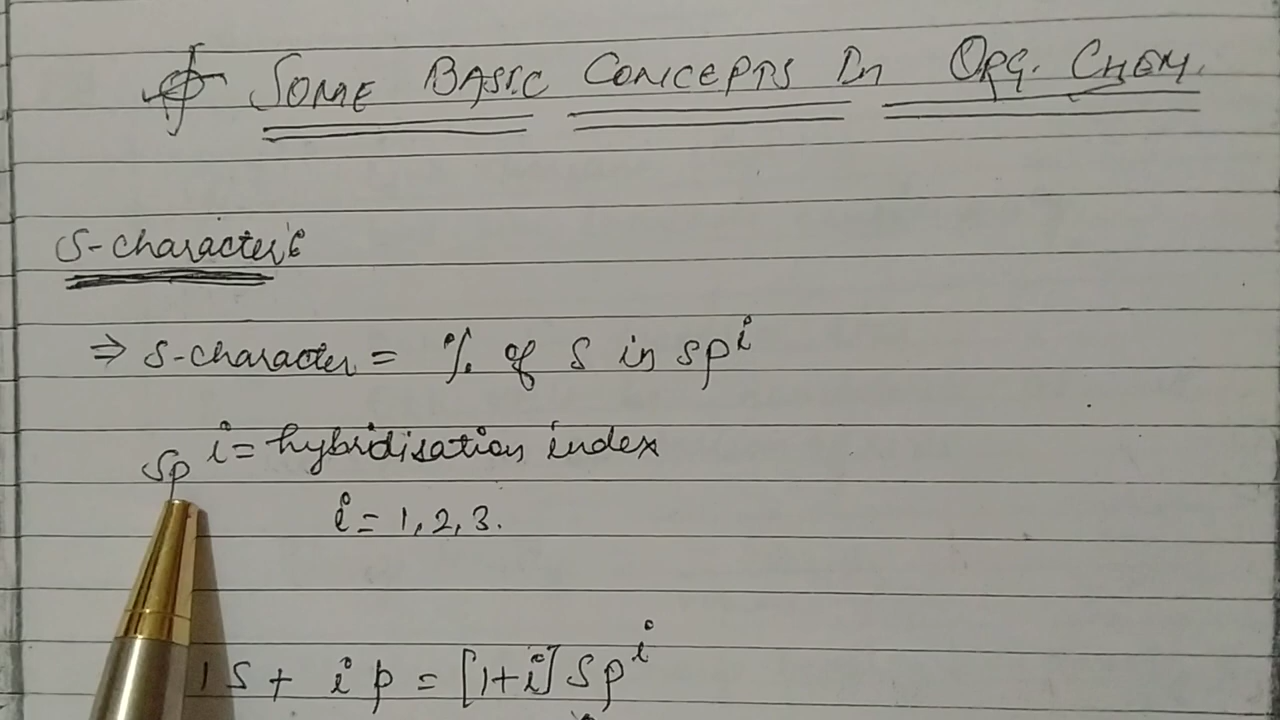 SOME BASIC CONCEPTS In ORG. CHEM.
S-character:
⇒ S-character = % of S in spⁱ
sp i = hybridisation index
i = 1, 2, 3.
1 S + i p = [1+i] spⁱ